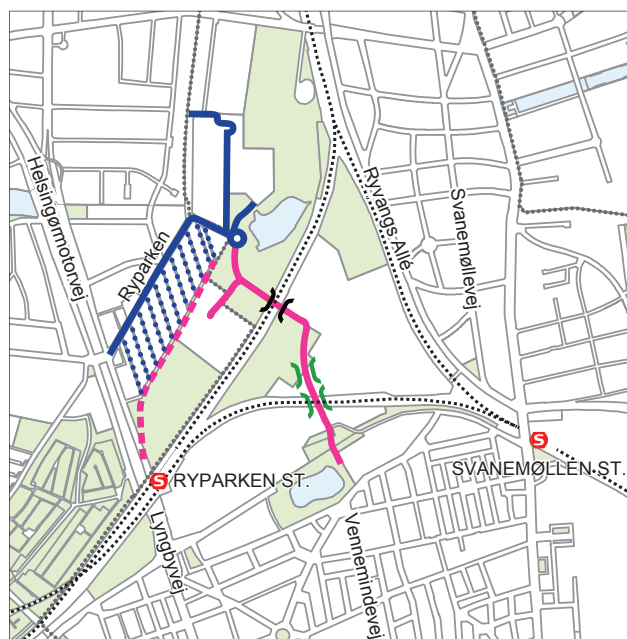 Helsingørmotorvej
Ryparken
Ryvangs Allé
Svanemøllevej
S
SVANEMØLLEN ST.
S RYPARKEN ST.
Lyngbyvej
Vennemindevej